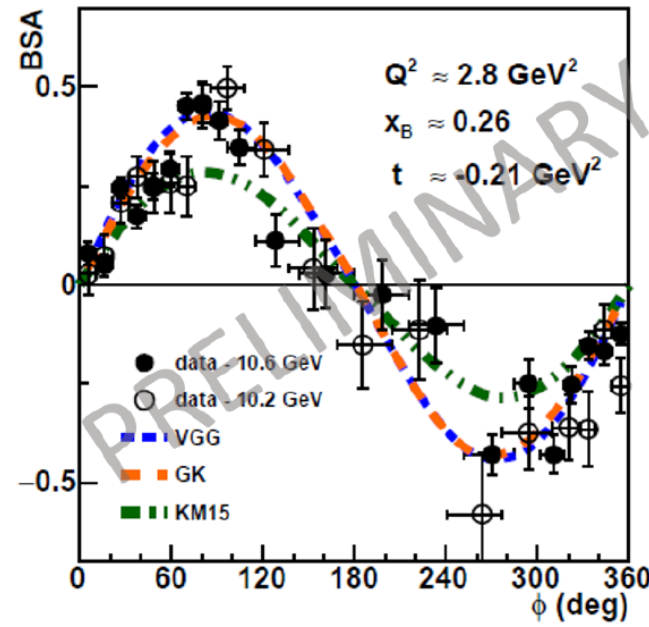 BSA
Q² ≈ 2.8 GeV²
x_B ≈ 0.26
t ≈ -0.21 GeV²
PRELIMINARY
0.5
0
−0.5
data - 10.6 GeV
data - 10.2 GeV
VGG
GK
KM15
0 60 120 180 240 300 360
ϕ (deg)